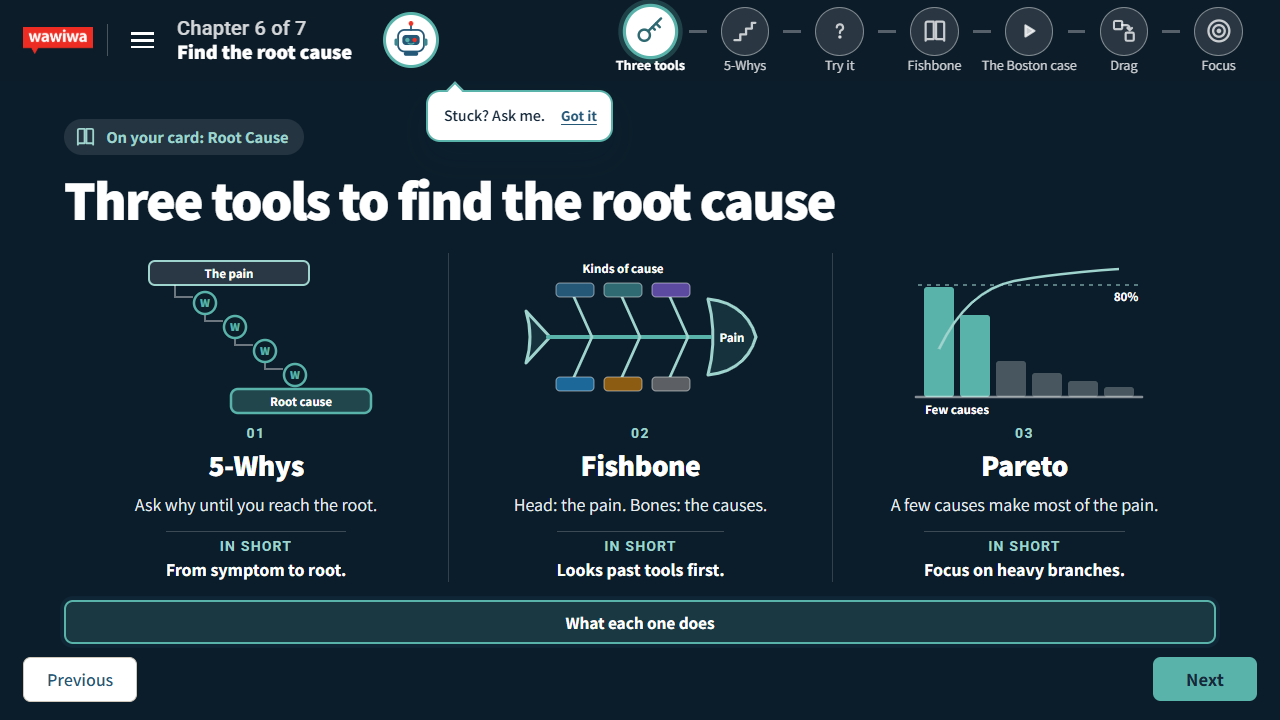 wawiwa
Chapter 6 of 7
Find the root cause
Three tools
5-Whys
?
Try it
Fishbone
The Boston case
Drag
Focus
Stuck? Ask me. Got it
On your card: Root Cause
Three tools to find the root cause
The pain
W
W
W
W
Root cause
01
5-Whys
Ask why until you reach the root.
IN SHORT
From symptom to root.
Kinds of cause
Pain
02
Fishbone
Head: the pain. Bones: the causes.
IN SHORT
Looks past tools first.
80%
Few causes
03
Pareto
A few causes make most of the pain.
IN SHORT
Focus on heavy branches.
What each one does
Previous
Next